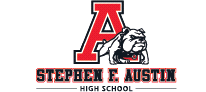 A
STEPHEN F. AUSTIN
HIGH SCHOOL